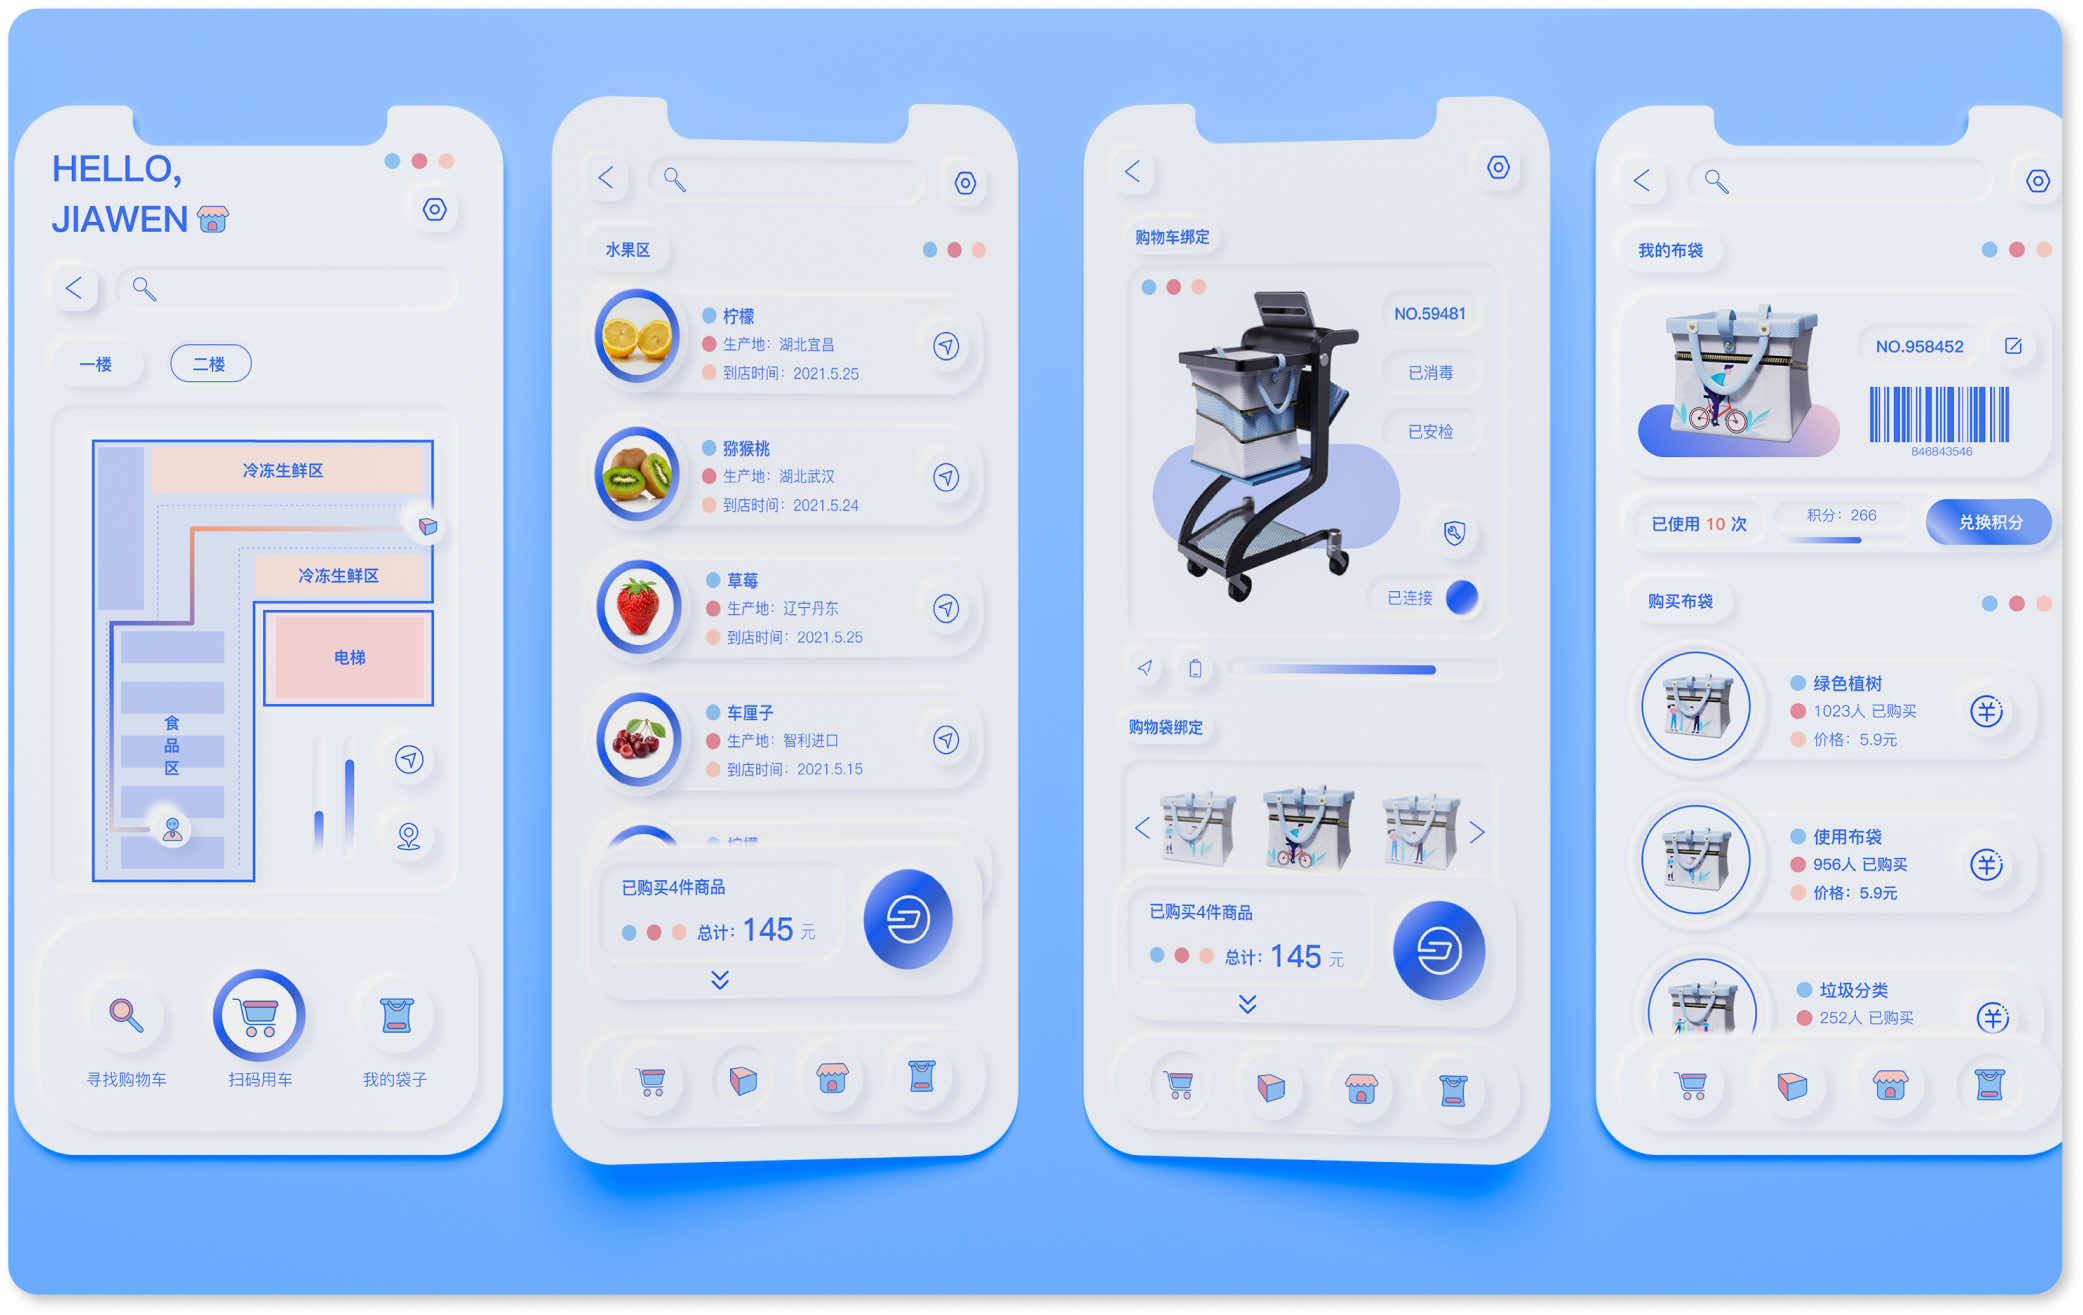 HELLO,
JIAWEN
一楼
二楼
冷冻生鲜区
冷冻生鲜区
电梯
食
品
区
寻找购物车
扫码用车
我的袋子
水果区
柠檬
生产地：湖北宜昌
到店时间：2021.5.25
猕猴桃
生产地：湖北武汉
到店时间：2021.5.24
草莓
生产地：辽宁丹东
到店时间：2021.5.25
车厘子
生产地：智利进口
到店时间：2021.5.15
柠檬
已购买4件商品
总计：145 元
购物车绑定
NO.59481
已消毒
已安检
已连接
购物袋绑定
已购买4件商品
总计：145 元
我的布袋
NO.958452
846843546
已使用 10 次
积分：266
兑换积分
购买布袋
绿色植树
1023人 已购买
价格：5.9元
使用布袋
956人 已购买
价格：5.9元
垃圾分类
252人 已购买